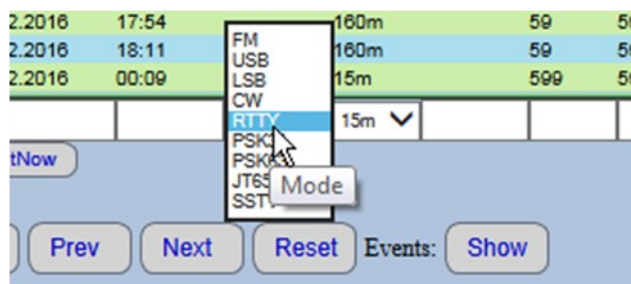 2.2016 17:54 160m 59
2.2016 18:11 160m 59
2.2016 00:09 15m 599
FM
USB
LSB
CW
RTTY
15m
SSTV
Mode
tNow
Prev Next Reset Events: Show